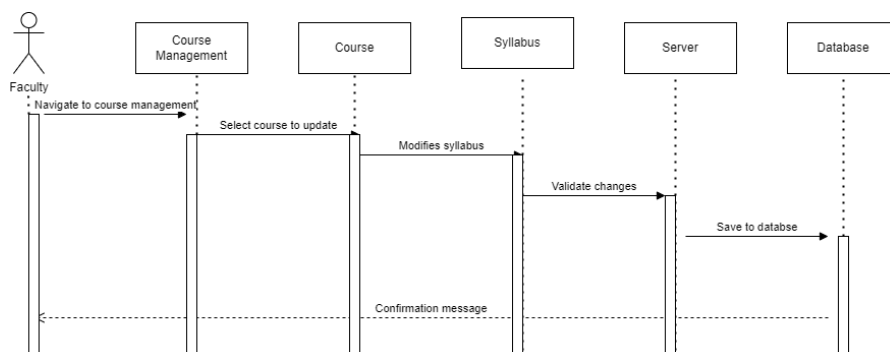 Course
Management
Course
Syllabus
Server
Database
Faculty
Navigate to course management
Select course to update
Modifies syllabus
Validate changes
Save to databse
Confirmation message